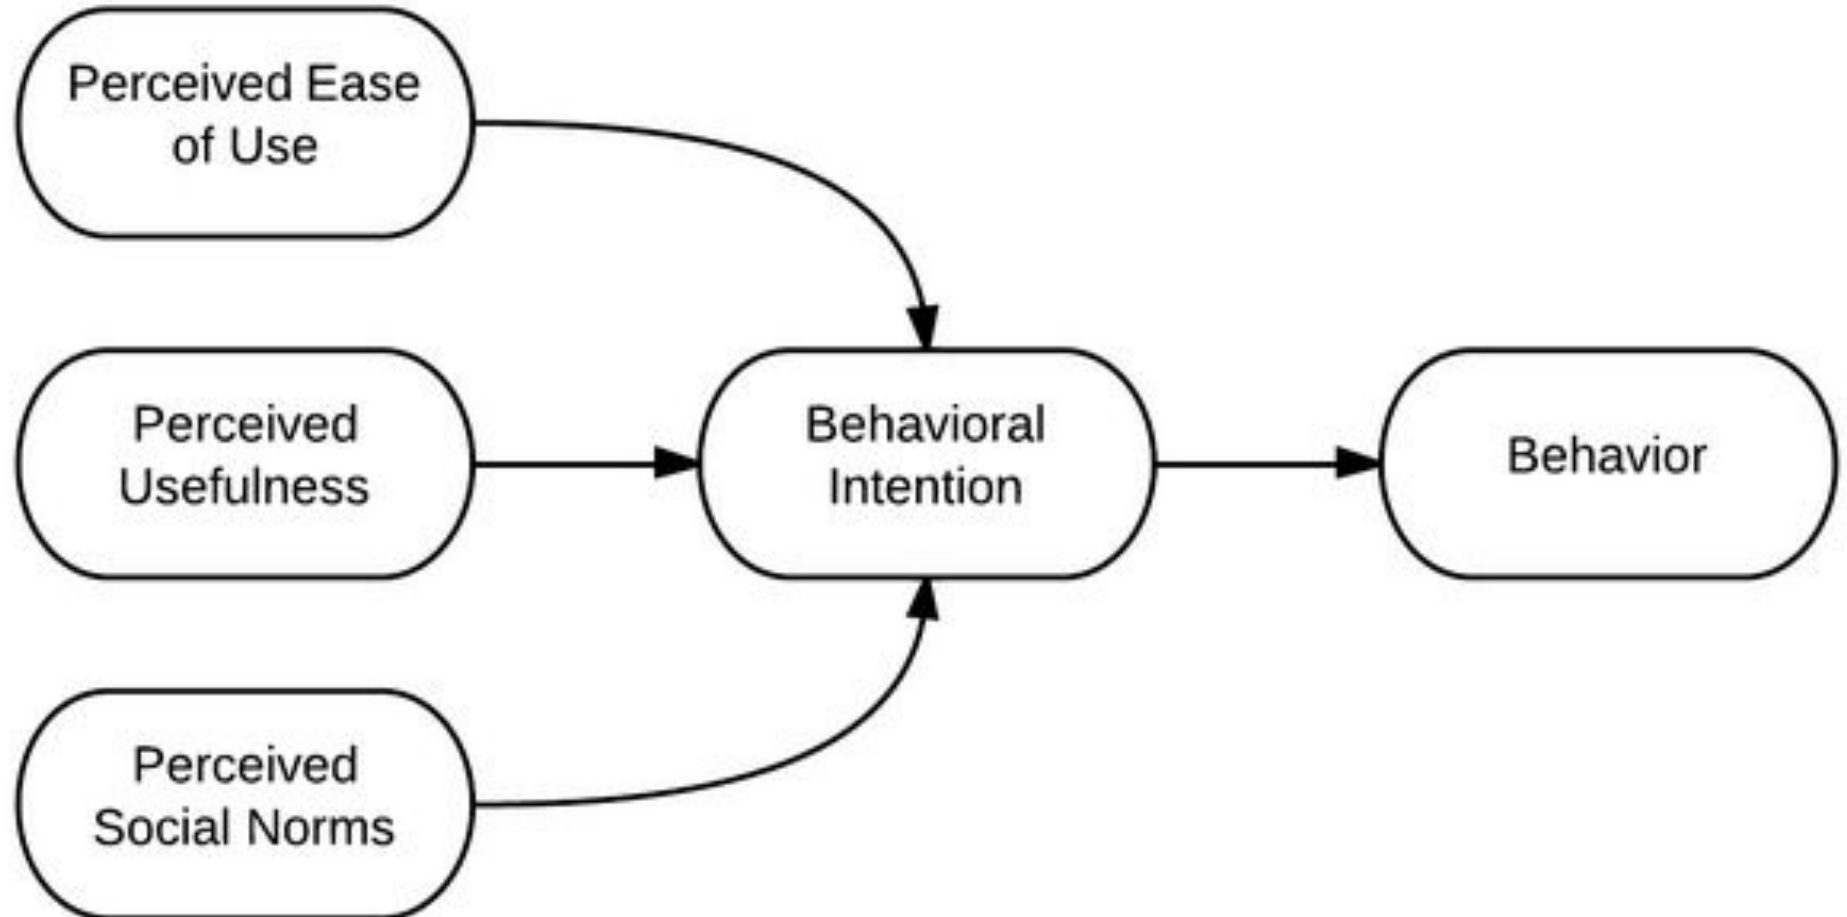 Perceived Ease
of Use
Perceived
Usefulness
Behavioral
Intention
Behavior
Perceived
Social Norms